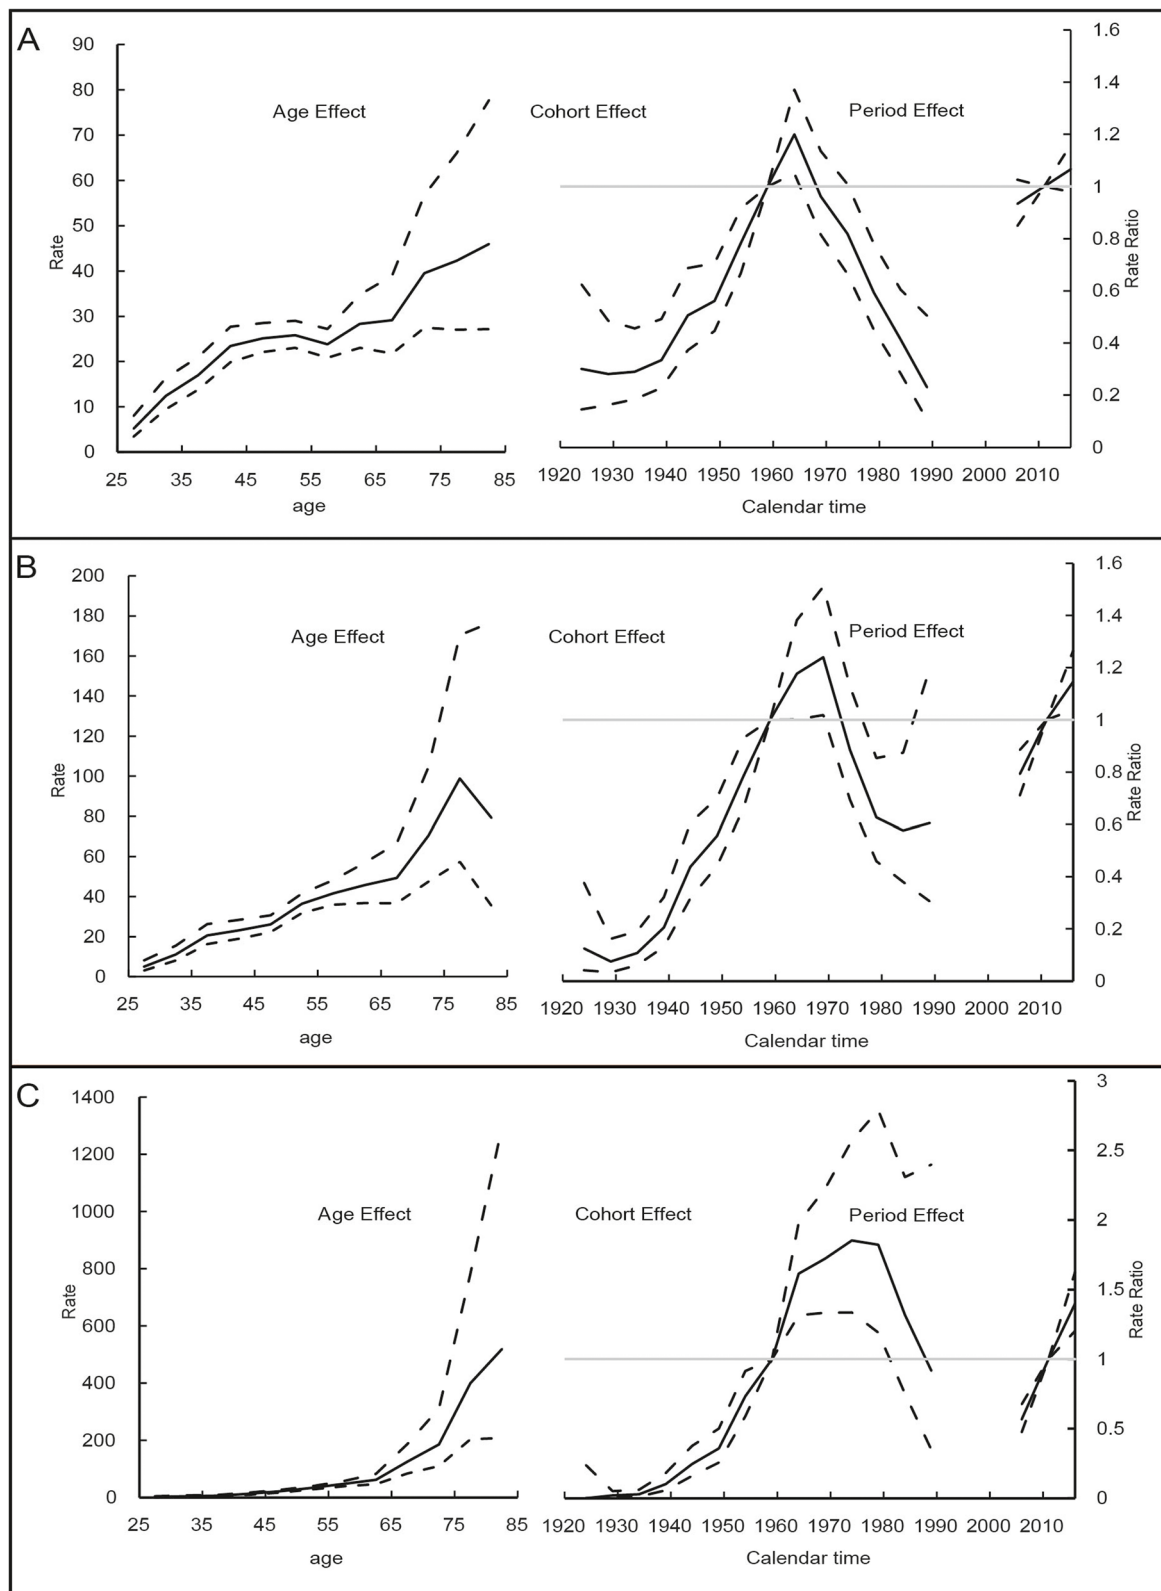 A
90
80
70
60
50
40
30
20
10
0
Rate
25 35 45 55 65 75 85
age
Age Effect
Cohort Effect
Period Effect
1.6
1.4
1.2
1
0.8
0.6
0.4
0.2
0
Rate Ratio
1920 1930 1940 1950 1960 1970 1980 1990 2000 2010
Calendar time
B
200
180
160
140
120
100
80
60
40
20
0
Rate
25 35 45 55 65 75 85
age
Age Effect
Cohort Effect
Period Effect
1.6
1.4
1.2
1
0.8
0.6
0.4
0.2
0
Rate Ratio
1920 1930 1940 1950 1960 1970 1980 1990 2000 2010
Calendar time
C
1400
1200
1000
800
600
400
200
0
Rate
25 35 45 55 65 75 85
age
Age Effect
Cohort Effect
Period Effect
3
2.5
2
1.5
1
0.5
0
Rate Ratio
1920 1930 1940 1950 1960 1970 1980 1990 2000 2010
Calendar time